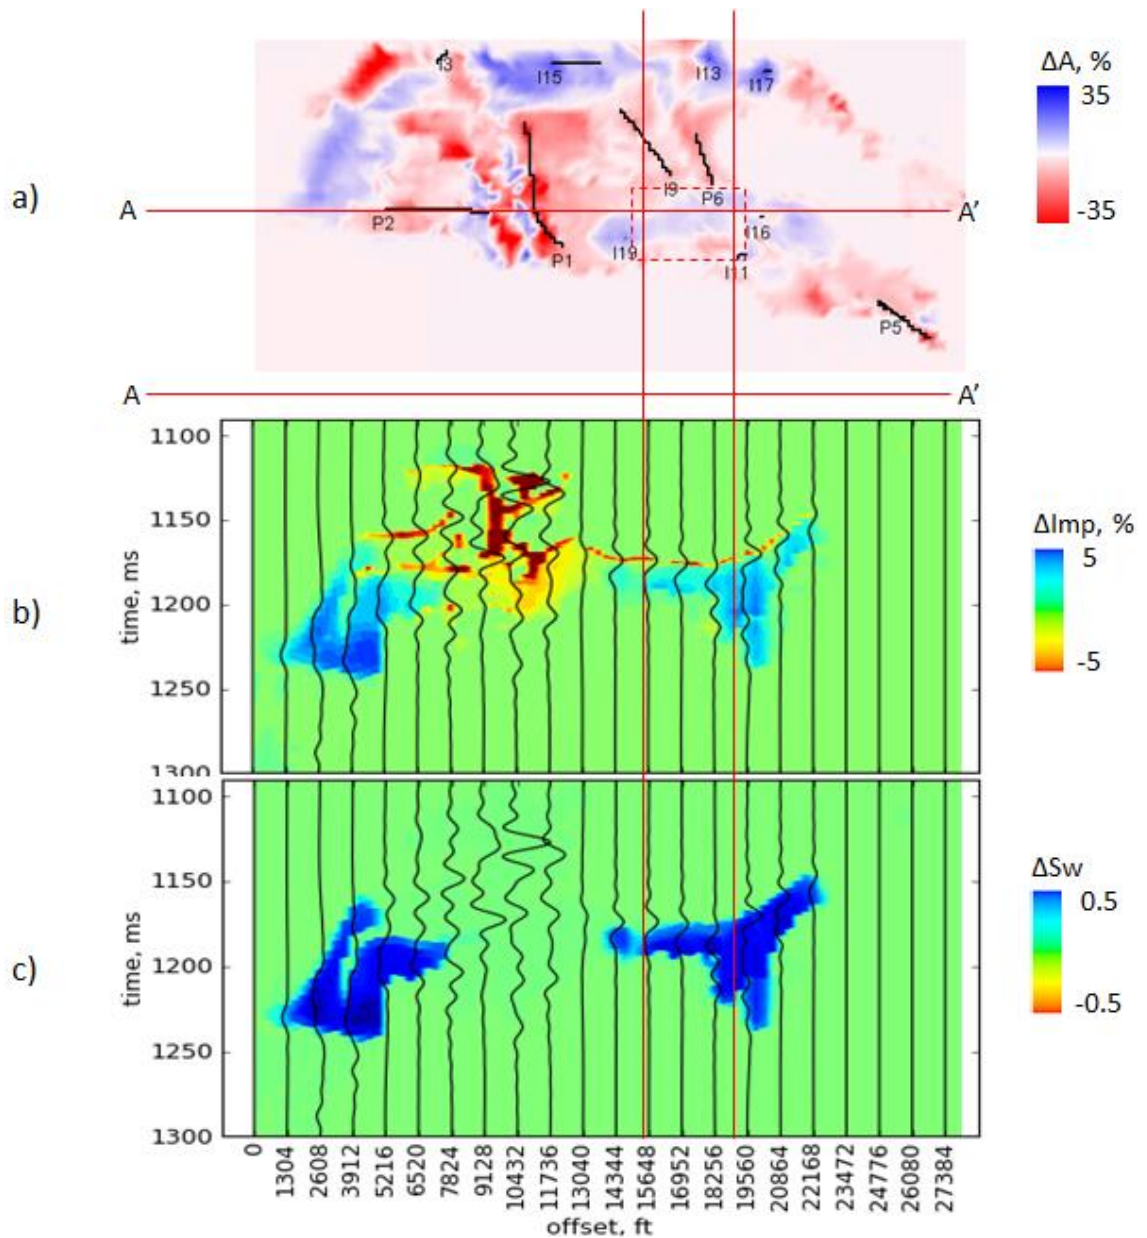 ΔA, %
35
-35
a)
A
A'
I3
I15
I13
I17
I9
P6
P2
I19
P1
I16
I11
P5
A
A'
b)
time, ms
1100
1150
1200
1250
1300
ΔImp, %
5
-5
c)
time, ms
1100
1150
1200
1250
1300
ΔSw
0.5
-0.5
0 1304 2608 3912 5216 6520 7824 9128 10432 11736 13040 14344 15648 16952 18256 19560 20864 22168 23472 24776 26080 27384
offset, ft